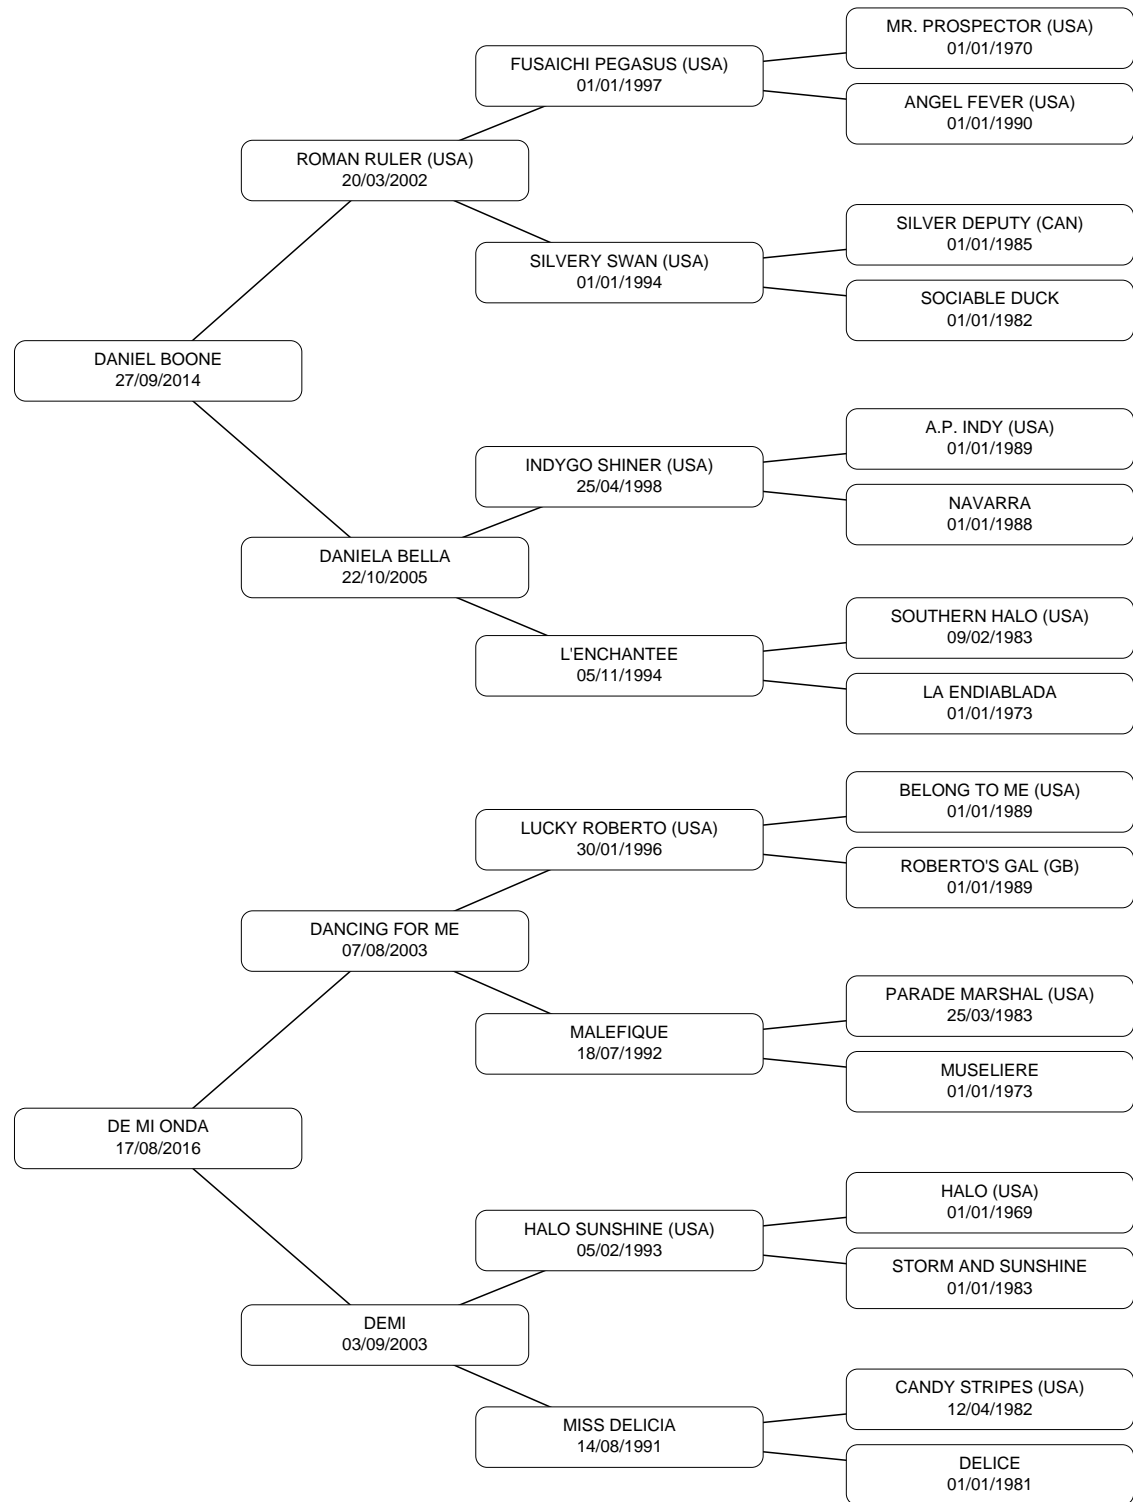 MR. PROSPECTOR (USA)
01/01/1970
FUSAICHI PEGASUS (USA)
01/01/1997
ANGEL FEVER (USA)
01/01/1990
ROMAN RULER (USA)
20/03/2002
SILVER DEPUTY (CAN)
01/01/1985
SILVERY SWAN (USA)
01/01/1994
SOCIABLE DUCK
01/01/1982
DANIEL BOONE
27/09/2014
A.P. INDY (USA)
01/01/1989
INDYGO SHINER (USA)
25/04/1998
NAVARRA
01/01/1988
DANIELA BELLA
22/10/2005
SOUTHERN HALO (USA)
09/02/1983
L'ENCHANTEE
05/11/1994
LA ENDIABLADA
01/01/1973
BELONG TO ME (USA)
01/01/1989
LUCKY ROBERTO (USA)
30/01/1996
ROBERTO'S GAL (GB)
01/01/1989
DANCING FOR ME
07/08/2003
PARADE MARSHAL (USA)
25/03/1983
MALEFIQUE
18/07/1992
MUSELIERE
01/01/1973
DE MI ONDA
17/08/2016
HALO (USA)
01/01/1969
HALO SUNSHINE (USA)
05/02/1993
STORM AND SUNSHINE
01/01/1983
DEMI
03/09/2003
CANDY STRIPES (USA)
12/04/1982
MISS DELICIA
14/08/1991
DELICE
01/01/1981